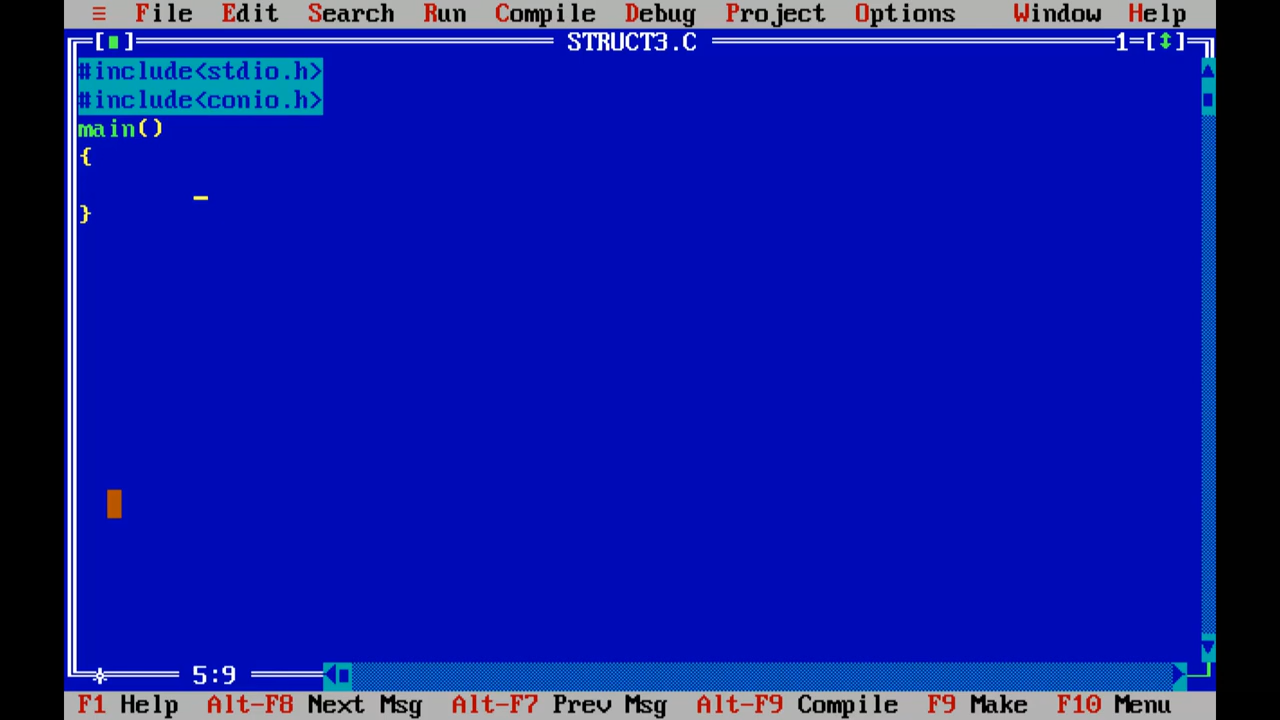 ≡ File Edit Search Run Compile Debug Project Options Window Help
[■] STRUCT3.C 1=[↕]
#include<stdio.h>
#include<conio.h>
main()
{
}
5:9
F1 Help Alt-F8 Next Msg Alt-F7 Prev Msg Alt-F9 Compile F9 Make F10 Menu